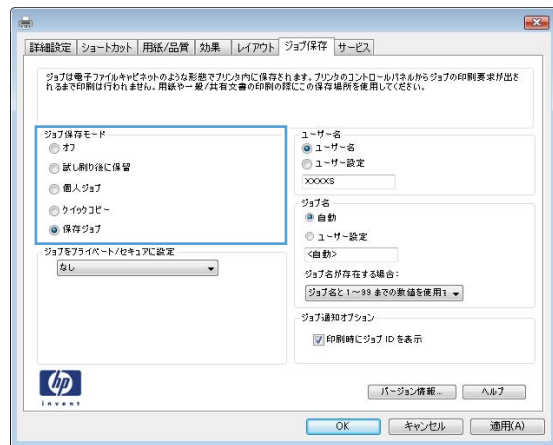 詳細設定 ショートカット 用紙/品質 効果 レイアウト ジョブ保存 サービス
ジョブは電子ファイルキャビネットのような形態でプリンタ内に保存されます。プリンタのコントロールパネルからジョブの印刷要求が出さ
れるまで印刷は行われません。用紙や一般/共有文書の印刷の際にこの保存場所を使用してください。
ジョブ保存モード
オフ
試し刷り後に保留
個人ジョブ
クイックコピー
保存ジョブ
ジョブをプライベート/セキュアに設定
なし
ユーザー名
ユーザー名
ユーザー設定
XXXXS
ジョブ名
自動
ユーザー設定
<自動>
ジョブ名が存在する場合:
ジョブ名と1～99 までの数値を使用す
ジョブ通知オプション
印刷時にジョブ ID を表示
hp
invent
バージョン情報... ヘルプ
OK キャンセル 適用(A)